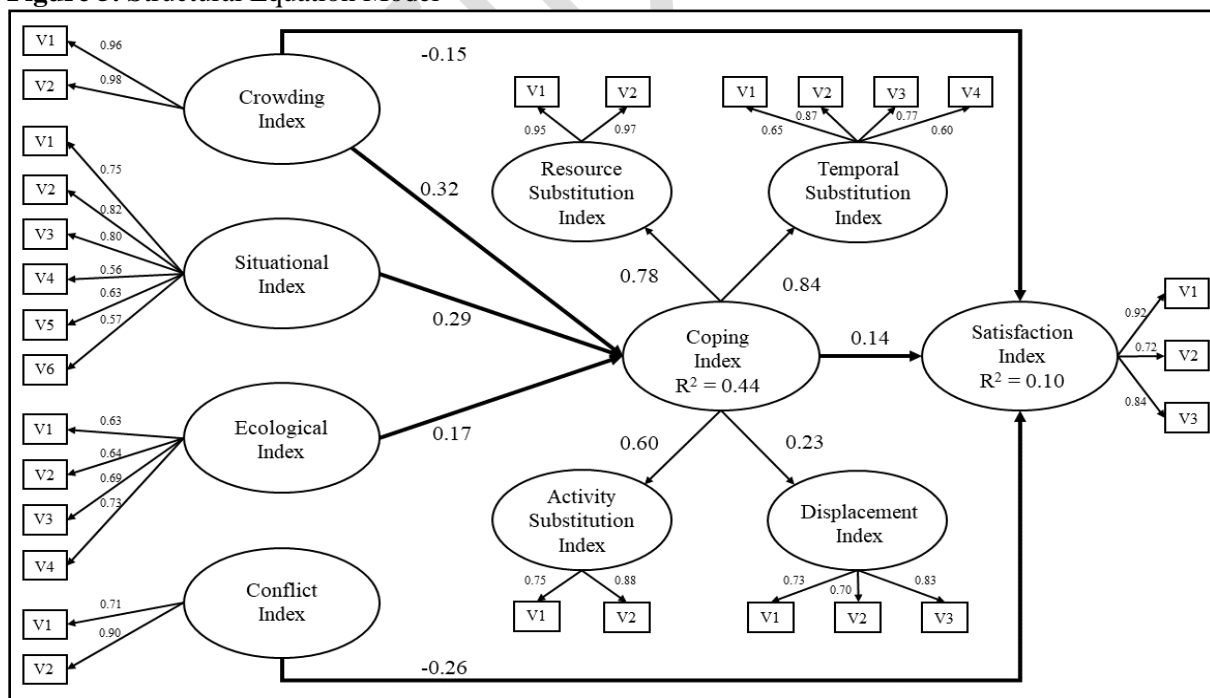 Figure 3: Structural Equation Model
V1
0.96
V2
0.98
Crowding
Index
-0.15
0.32
V1
0.75
V2
0.82
V3
0.80
V4
0.56
V5
0.63
V6
0.57
Situational
Index
0.29
V1
0.63
V2
0.64
V3
0.69
V4
0.73
Ecological
Index
0.17
V1
0.71
V2
0.90
Conflict
Index
-0.26
V1
V2
0.95
0.97
Resource
Substitution
Index
V1
V2
V3
V4
0.65
0.87
0.77
0.60
Temporal
Substitution
Index
0.78
0.84
Coping
Index
R² = 0.44
0.14
0.60
0.23
Activity
Substitution
Index
0.75
0.88
V1
V2
Displacement
Index
0.73
0.70
0.83
V1
V2
V3
Satisfaction
Index
R² = 0.10
0.92
V1
0.72
V2
0.84
V3